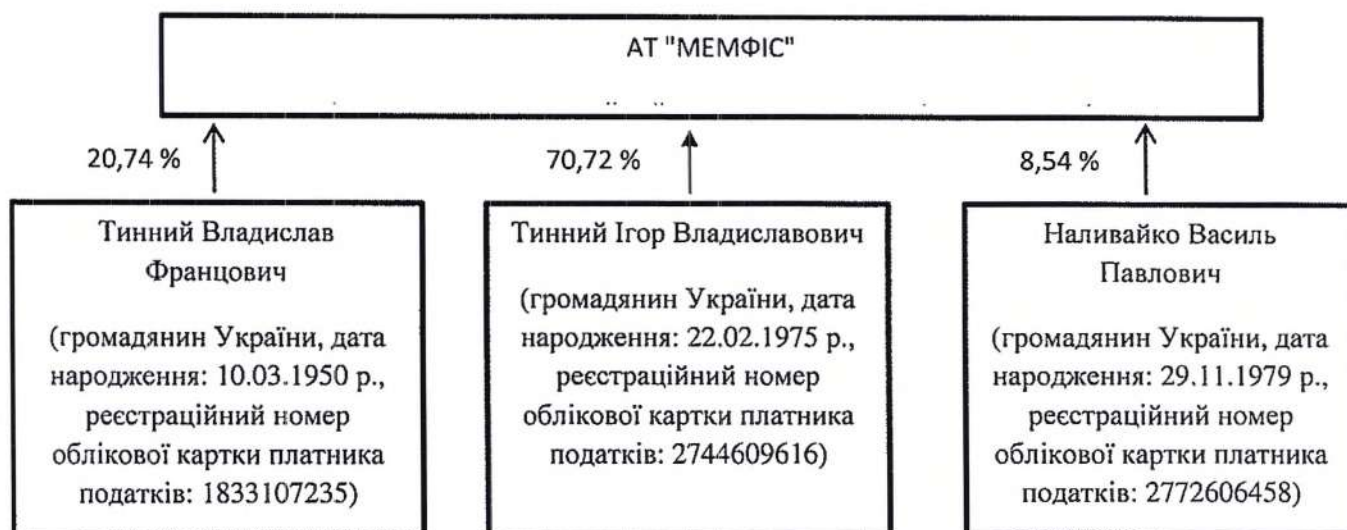 АТ "МЕМФІС"
20,74 %
70,72 %
8,54 %
Тинний Владислав
Францович
(громадянин України, дата
народження: 10.03.1950 р.,
реєстраційний номер
облікової картки платника
податків: 1833107235)
Тинний Ігор Владиславович
(громадянин України, дата
народження: 22.02.1975 р.,
реєстраційний номер
облікової картки платника
податків: 2744609616)
Наливайко Василь
Павлович
(громадянин України, дата
народження: 29.11.1979 р.,
реєстраційний номер
облікової картки платника
податків: 2772606458)